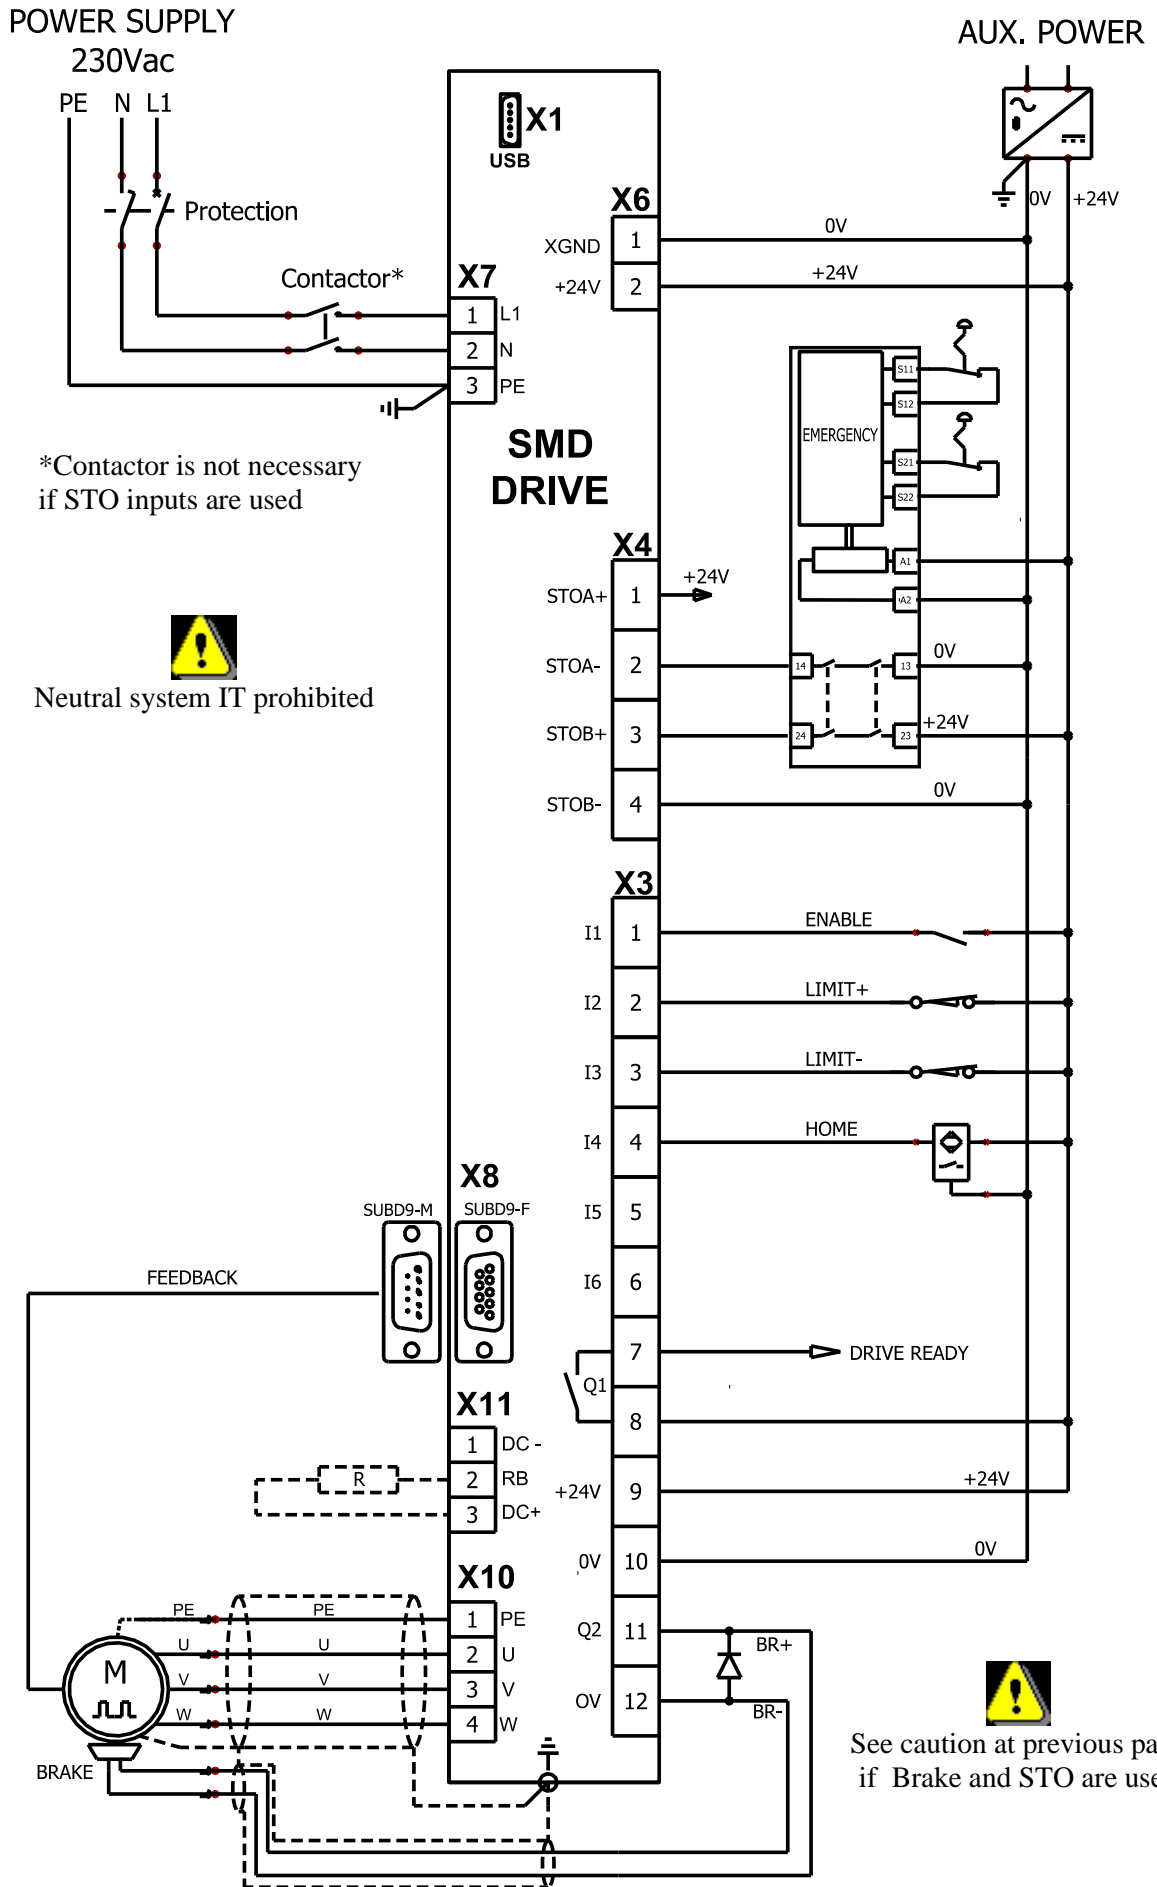 POWER SUPPLY
230Vac
PE N L1
Protection
Contactor*
X7
1 L1
2 N
3 PE
*Contactor is not necessary
if STO inputs are used
Neutral system IT prohibited
X1
USB
SMD
DRIVE
AUX. POWER
0V +24V
X6
XGND 1 0V
+24V 2 +24V
EMERGENCY
S11
S12
S21
S22
A1
A2
X4
STOA+ 1 +24V
STOA- 2 14 13 0V
STOB+ 3 24 23 +24V
STOB- 4 0V
X3
I1 1 ENABLE
I2 2 LIMIT+
I3 3 LIMIT-
I4 4 HOME
I5 5
I6 6
7 DRIVE READY
Q1
8
+24V 9 +24V
0V 10 0V
Q2 11 BR+
OV 12 BR-
X8
SUBD9-M SUBD9-F
FEEDBACK
X11
1 DC -
R 2 RB
3 DC+
X10
PE PE 1 PE
U U 2 U
V V 3 V
W W 4 W
M
BRAKE
See caution at previous pa
if Brake and STO are use